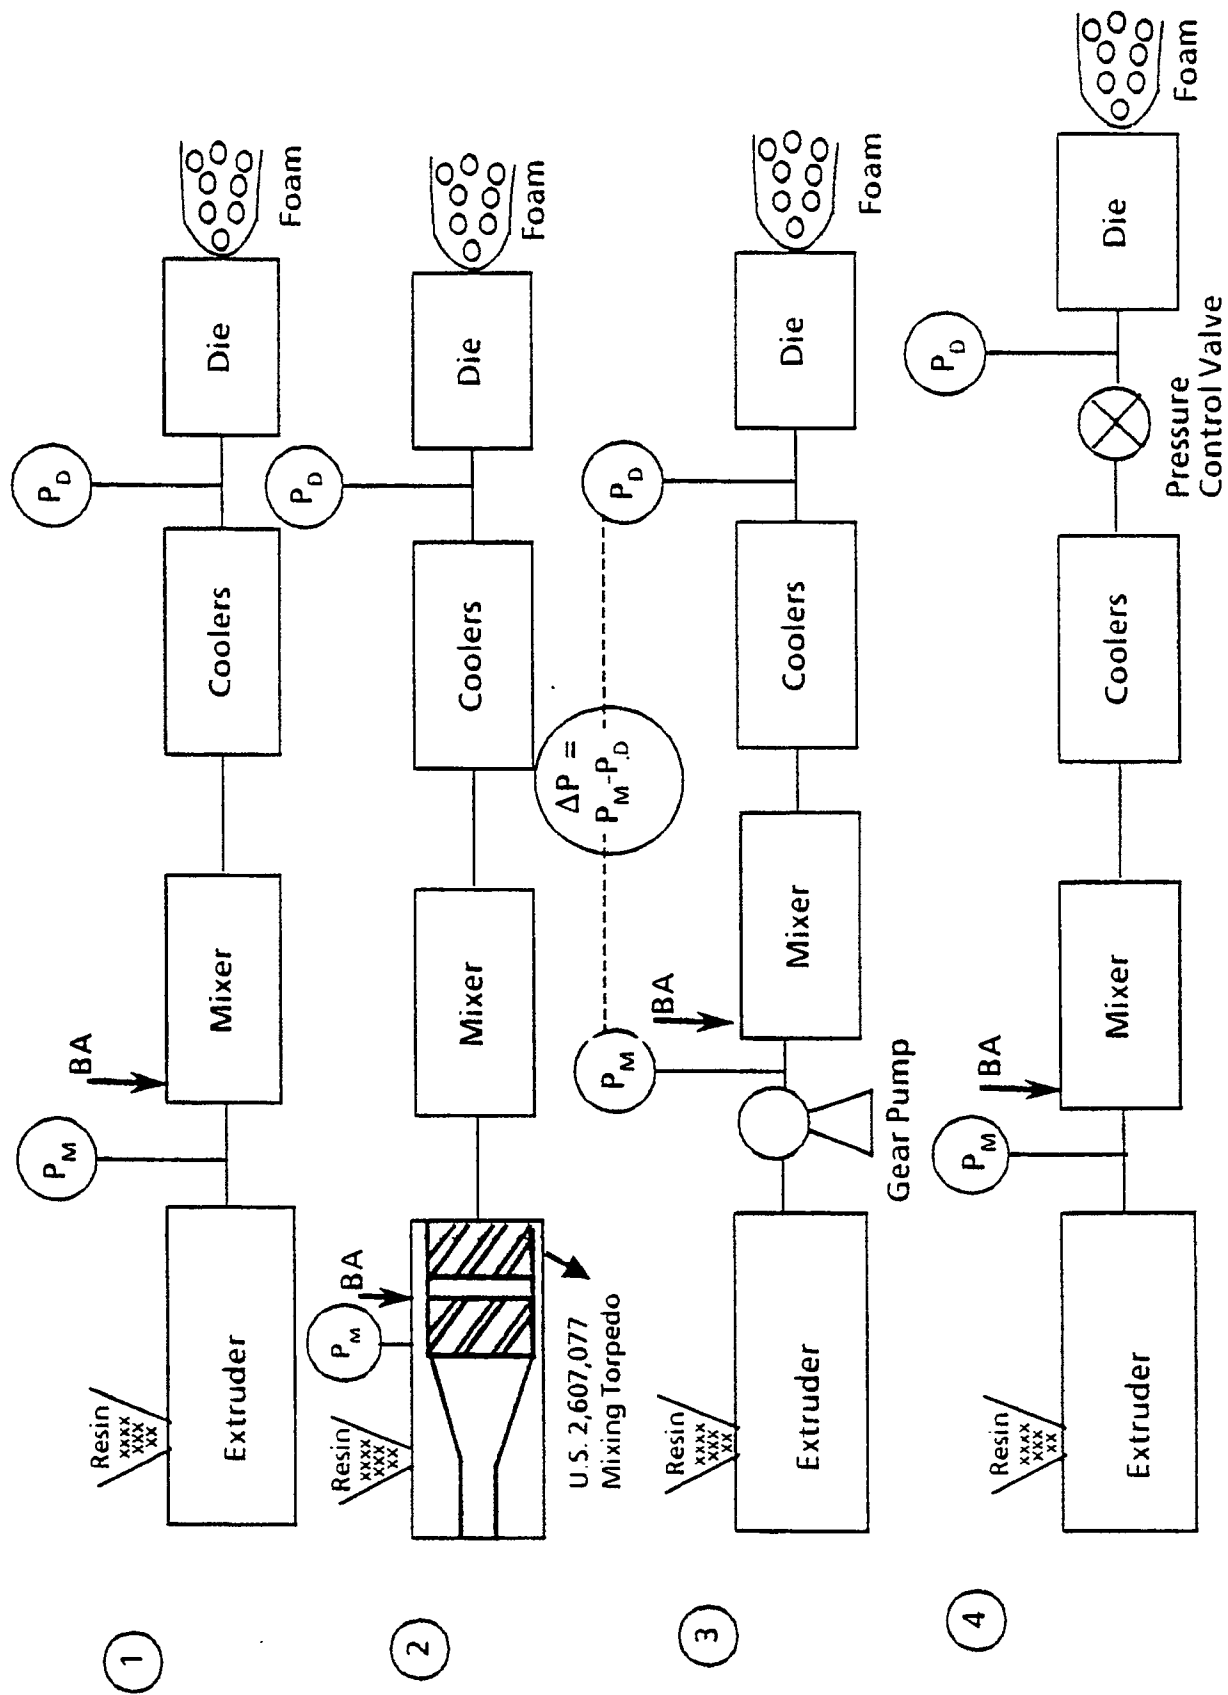 1
Resin
xxxx
xxx
xx
Extruder
P_M
BA
Mixer
Coolers
P_D
Die
Foam
2
Resin
xxxx
xxx
xx
P_M
BA
U.S. 2,607,077
Mixing Torpedo
Mixer
Coolers
P_D
Die
Foam
3
Resin
xxxx
xxx
xx
Extruder
Gear Pump
P_M
BA
ΔP =
P_M-P_D
Mixer
Coolers
P_D
Die
Foam
4
Resin
xxxx
xxx
xx
Extruder
P_M
BA
Mixer
Coolers
Pressure
Control Valve
P_D
Die
Foam